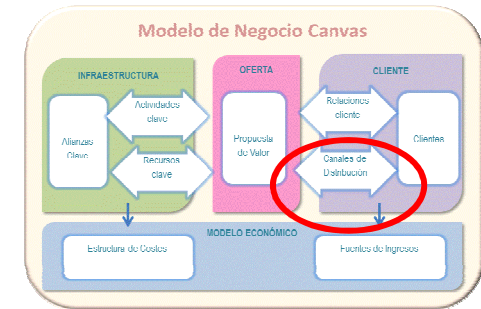 Modelo de Negocio Canvas
INFRAESTRUCTURA
OFERTA
CLIENTE
Actividades
clave
Relaciones
cliente
Alianzas
Clave
Propuesta
de Valor
Clientes
Recursos
clave
Canales de
Distribución
MODELO ECONÓMICO
Estructura de Costes
Fuentes de Ingresos